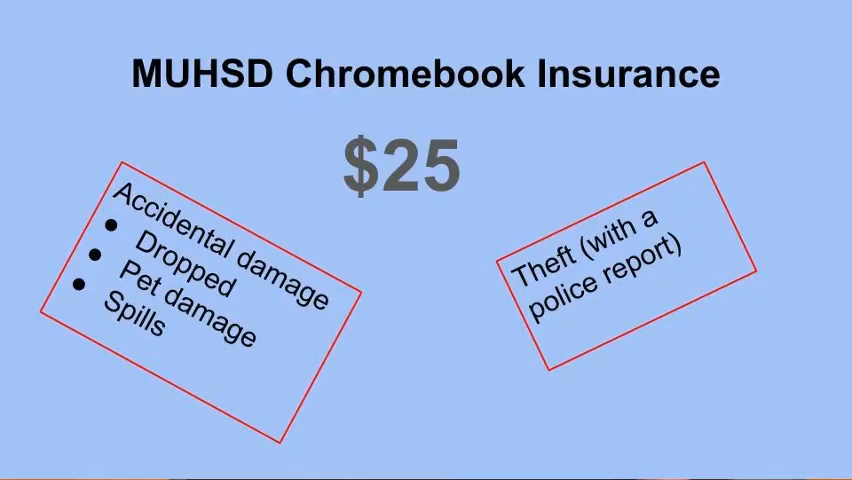 MUHSD Chromebook Insurance
$25
Accidental damage
● Dropped
● Pet damage
● Spills
Theft (with a
police report)